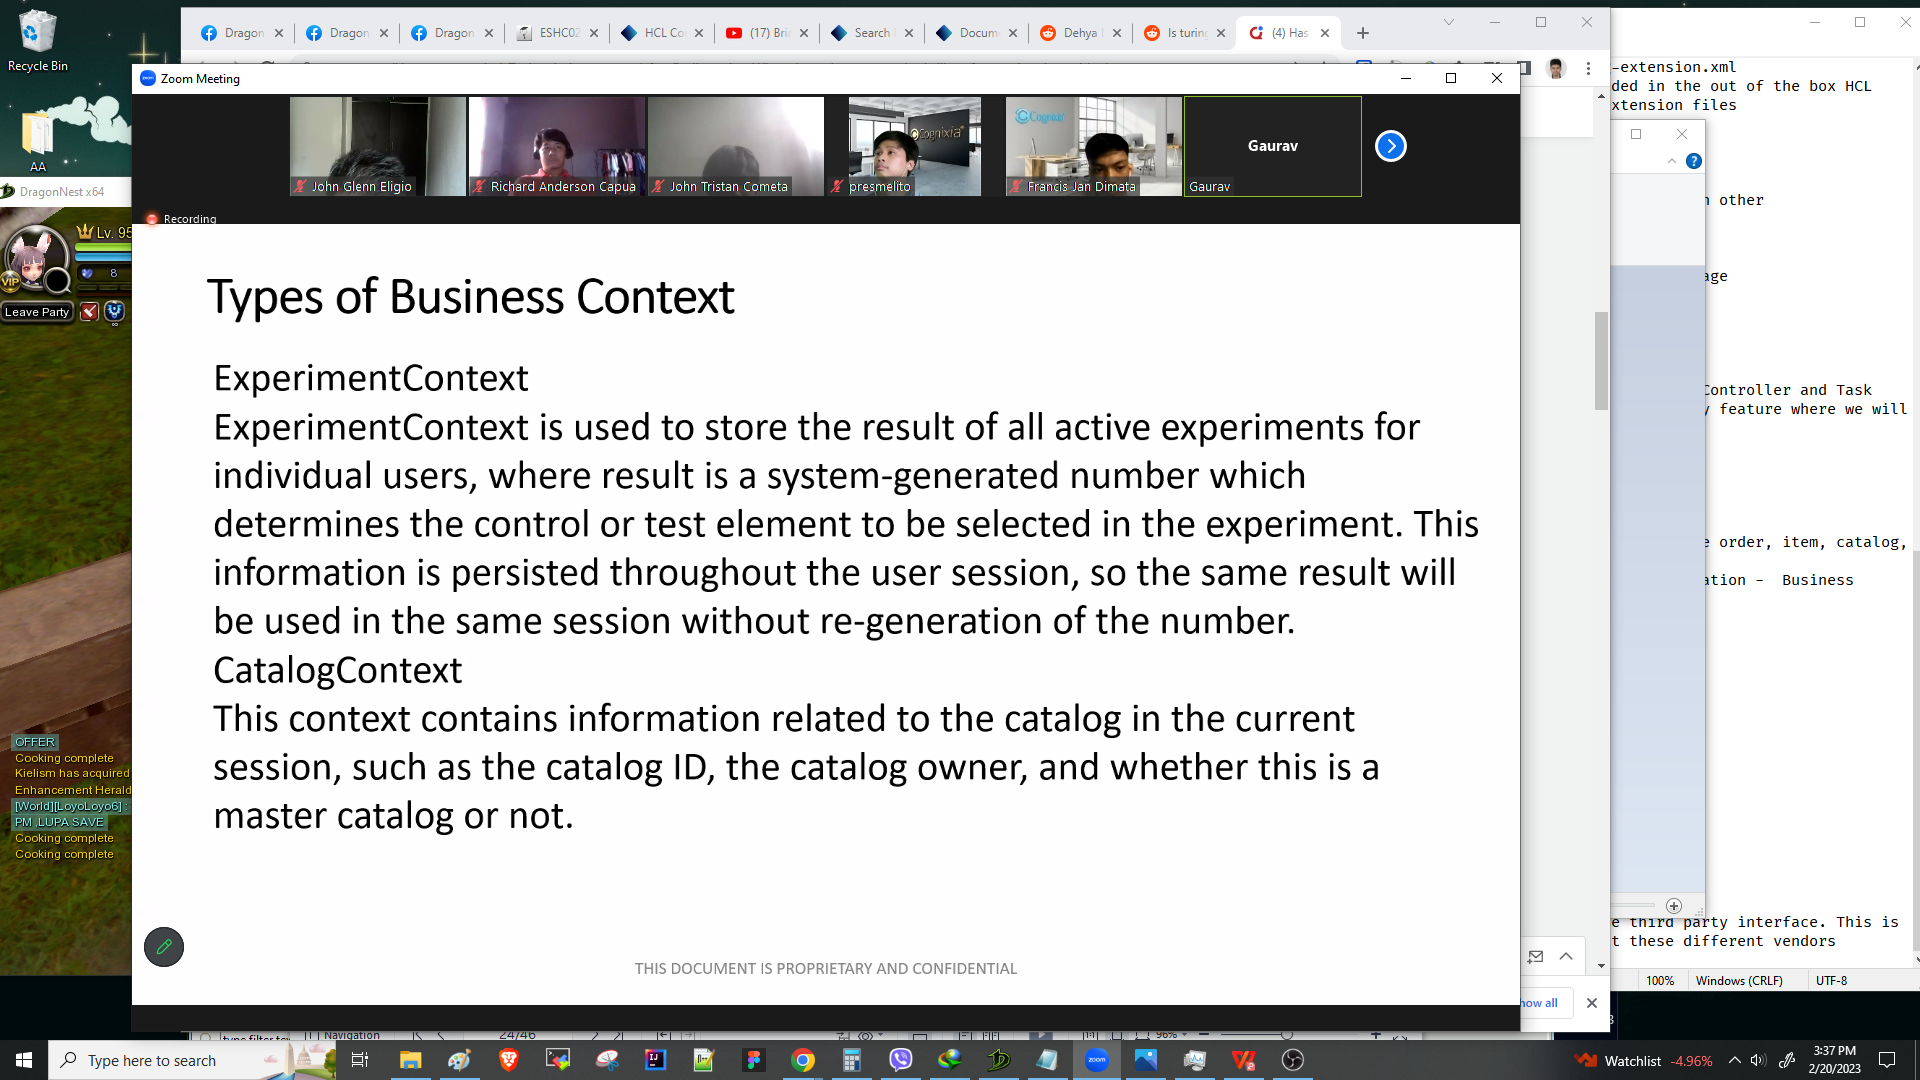 Recycle Bin
AA
DragonNest x64
Lv. 95
8
VIP
Leave Party
OFFER
Cooking complete
Kielism has acquired
Enhancement Herald
[World][LoyoLoyo6] :
PM ,LUPA SAVE
Cooking complete
Cooking complete
Dragon
Dragon
Dragon
ESHC02
HCL Co
(17) Bri
Search
Docum
Dehya
Is turing
(4) Has
Zoom Meeting
Cognixia
Cognixia
Gaurav
John Glenn Eligio
Richard Anderson Capua
John Tristan Cometa
presmelito
Francis Jan Dimata
Gaurav
Recording
Types of Business Context
ExperimentContext
ExperimentContext is used to store the result of all active experiments for
individual users, where result is a system-generated number which
determines the control or test element to be selected in the experiment. This
information is persisted throughout the user session, so the same result will
be used in the same session without re-generation of the number.
CatalogContext
This context contains information related to the catalog in the current
session, such as the catalog ID, the catalog owner, and whether this is a
master catalog or not.
THIS DOCUMENT IS PROPRIETARY AND CONFIDENTIAL
-extension.xml
ded in the out of the box HCL
xtension files
other
age
Controller and Task
feature where we will
order, item, catalog,
ation - Business
third party interface. This is
t these different vendors
100%
Windows (CRLF)
UTF-8
how all
Navigation
24/46
96%
Type here to search
Watchlist -4.96%
3:37 PM
2/20/2023